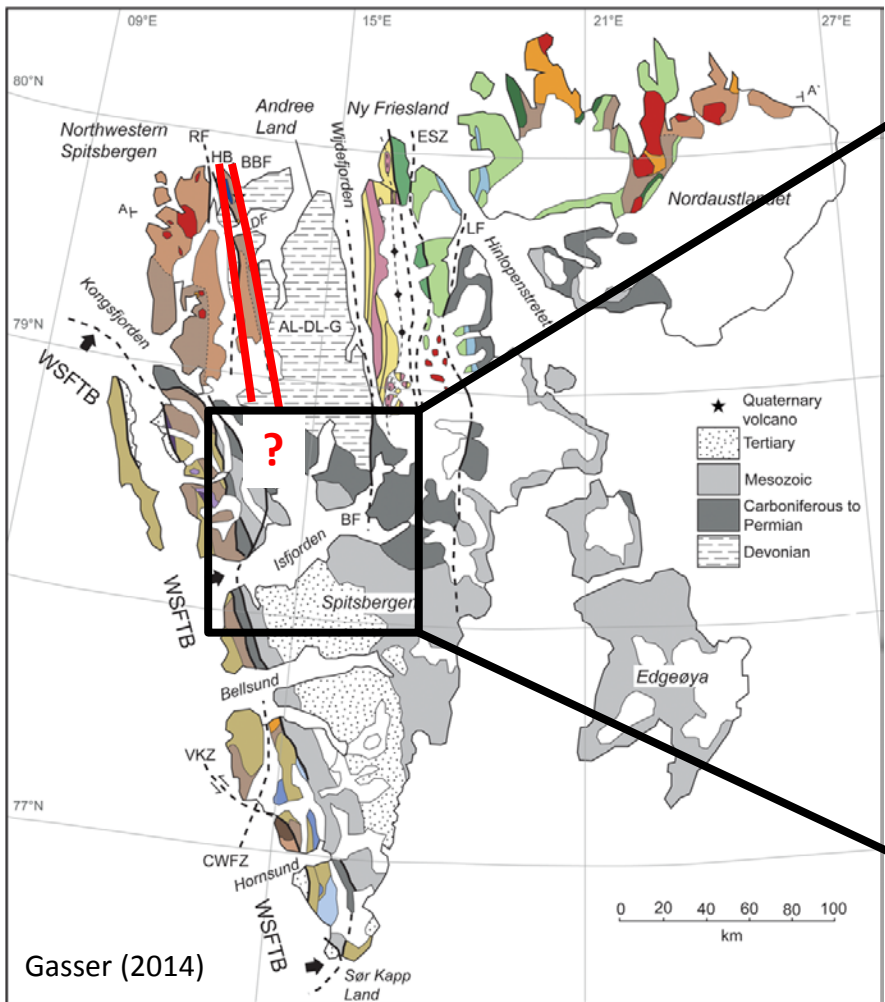 09°E
15°E
21°E
27°E
80°N
Andree
Land
Ny Friesland
Northwestern
Spitsbergen
RF
HB
BBF
Wijdefjorden
ESZ
A
A'
DF
Nordaustlandet
LF
Hinlopenstretet
Kongsfjorden
79°N
AL-DL-G
WSFTB
?
Quaternary
volcano
Tertiary
Mesozoic
Carboniferous to
Permian
Devonian
BF
Isfjorden
WSFTB
Spitsbergen
Edgeøya
Bellsund
VKZ
77°N
CWFZ
Hornsund
WSFTB
0 20 40 60 80 100
km
Gasser (2014)
Sør Kapp
Land